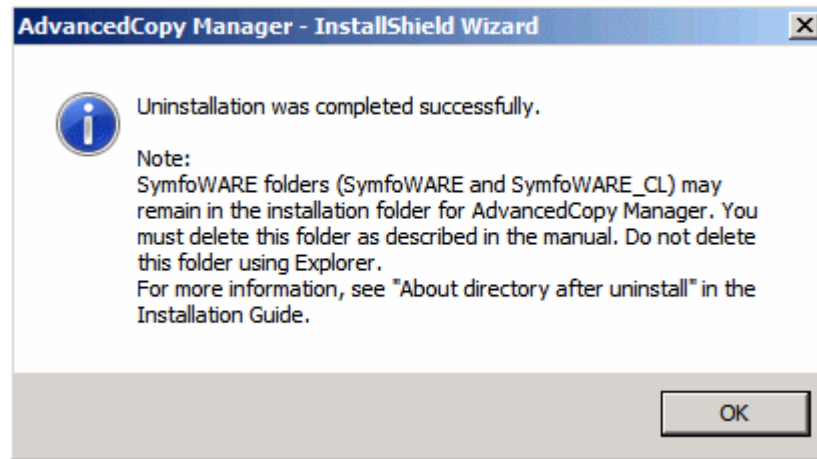 AdvancedCopy Manager - InstallShield Wizard
Uninstallation was completed successfully.
Note:
SymfoWARE folders (SymfoWARE and SymfoWARE_CL) may
remain in the installation folder for AdvancedCopy Manager. You
must delete this folder as described in the manual. Do not delete
this folder using Explorer.
For more information, see "About directory after uninstall" in the
Installation Guide.
OK